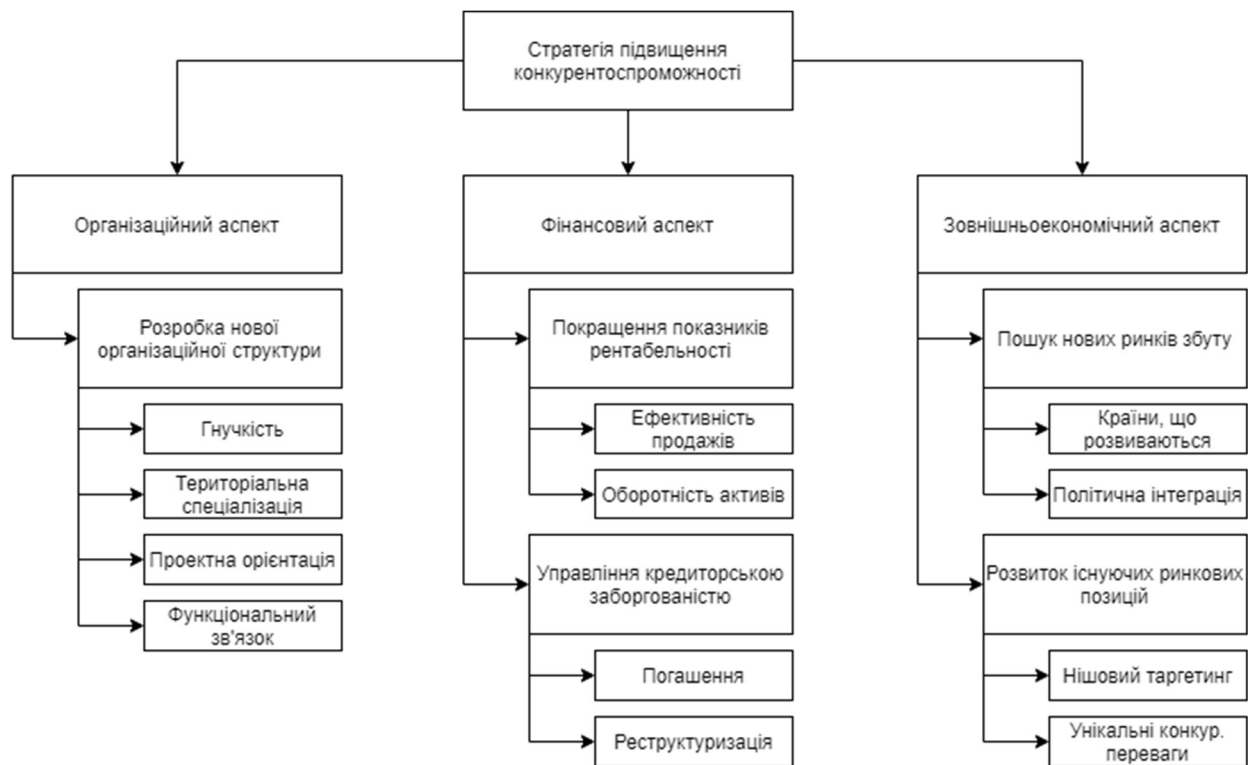 Стратегія підвищення
конкурентоспроможності
Організаційний аспект
Розробка нової
організаційної структури
Гнучкість
Територіальна
спеціалізація
Проектна орієнтація
Функціональний
зв'язок
Фінансовий аспект
Покращення показників
рентабельності
Ефективність
продажів
Оборотність активів
Управління кредиторською
заборгованістю
Погашення
Реструктуризація
Зовнішньоекономічний аспект
Пошук нових ринків збуту
Країни, що
розвиваються
Політична інтеграція
Розвиток існуючих ринкових
позицій
Нішовий таргетинг
Унікальні конкур.
переваги